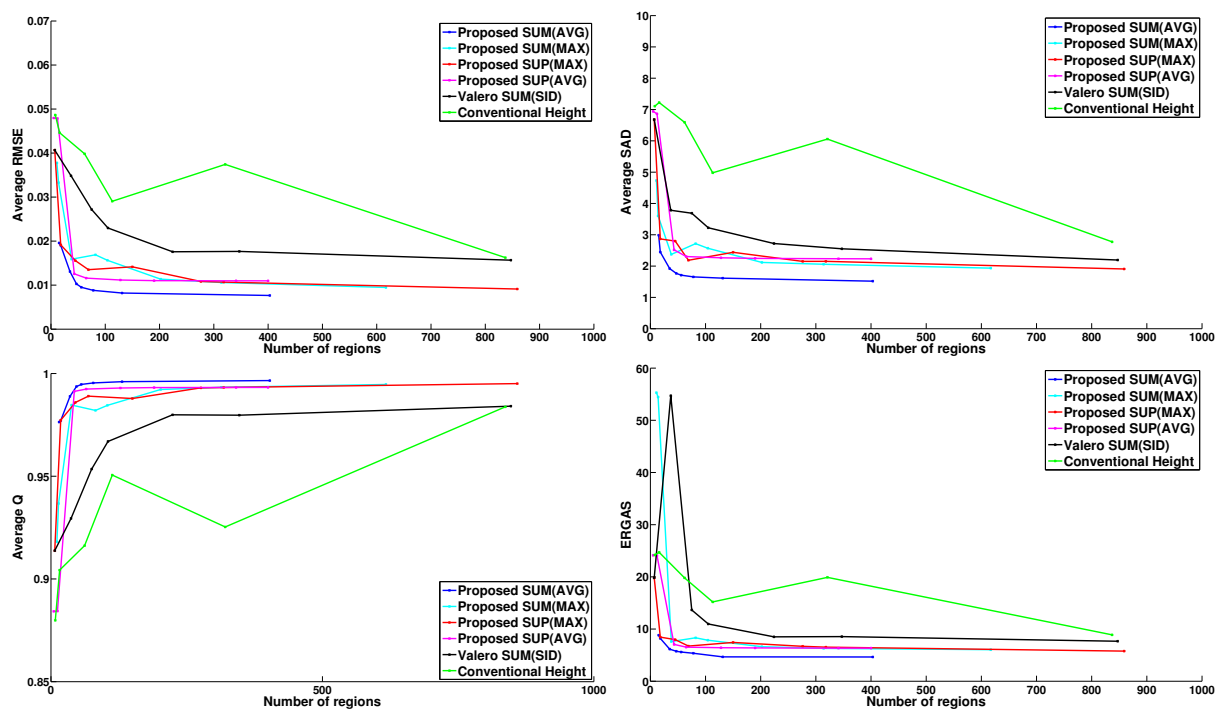 0.07
0.06
0.05
0.04
0.03
0.02
0.01
0
Average RMSE
0 100 200 300 400 500 600 700 800 900 1000
Number of regions
Proposed SUM(AVG)
Proposed SUM(MAX)
Proposed SUP(MAX)
Proposed SUP(AVG)
Valero SUM(SID)
Conventional Height
10
9
8
7
6
5
4
3
2
1
0
Average SAD
0 100 200 300 400 500 600 700 800 900 1000
Number of regions
Proposed SUM(AVG)
Proposed SUM(MAX)
Proposed SUP(MAX)
Proposed SUP(AVG)
Valero SUM(SID)
Conventional Height
1
0.95
0.9
0.85
Average Q
0 500 1000
Number of regions
Proposed SUM(AVG)
Proposed SUM(MAX)
Proposed SUP(MAX)
Proposed SUP(AVG)
Valero SUM(SID)
Conventional Height
60
50
40
30
20
10
0
ERGAS
0 100 200 300 400 500 600 700 800 900 1000
Number of regions
Proposed SUM(AVG)
Proposed SUM(MAX)
Proposed SUP(MAX)
Proposed SUP(AVG)
Valero SUM(SID)
Conventional Height